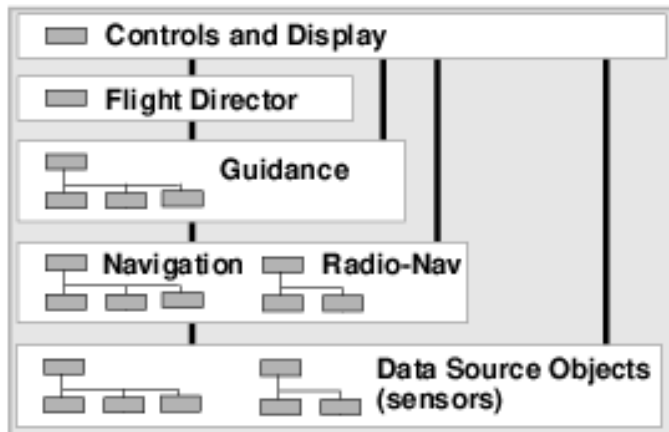 Controls and Display
Flight Director
Guidance
Navigation Radio-Nav
Data Source Objects
(sensors)